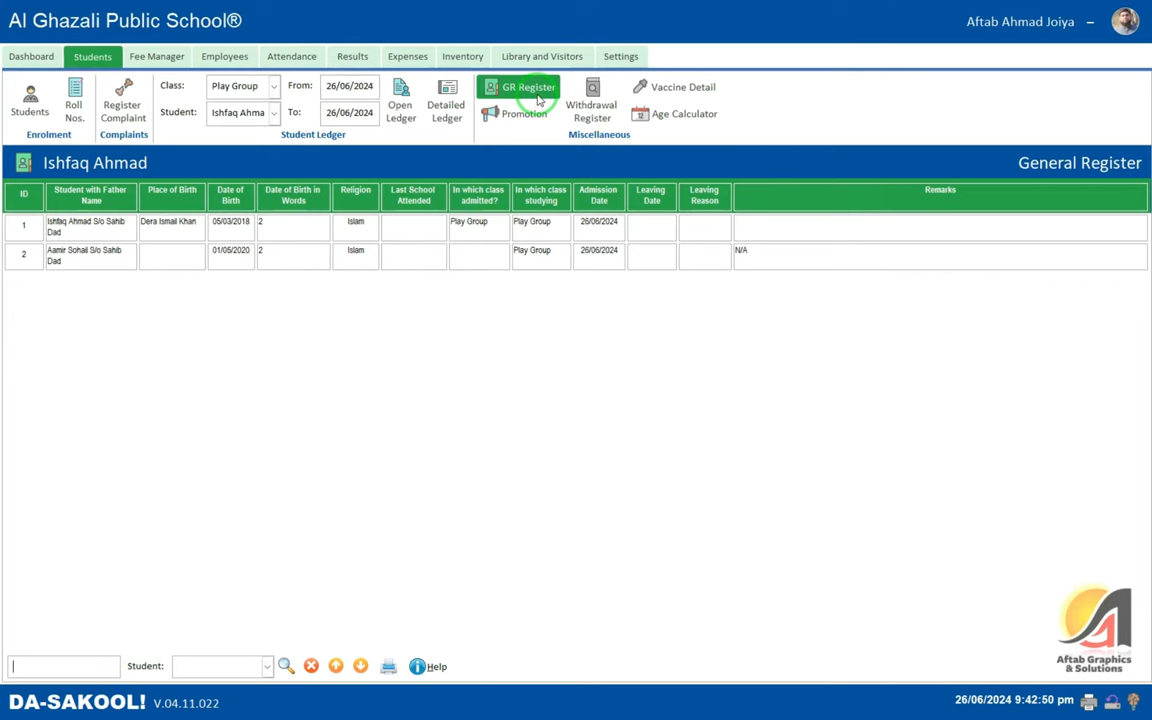 Al Ghazali Public School®
Aftab Ahmad Joiya –
Dashboard Students Fee Manager Employees Attendance Results Expenses Inventory Library and Visitors Settings
Students
Roll Nos.
Enrolment
Register Complaint
Complaints
Class: Play Group From: 26/06/2024
Student: Ishfaq Ahma To: 26/06/2024
Open Ledger
Detailed Ledger
Student Ledger
GR Register
Promotion
Withdrawal Register
Vaccine Detail
Age Calculator
Miscellaneous
Ishfaq Ahmad
General Register
ID Student with Father Name Place of Birth Date of Birth Date of Birth in Words Religion Last School Attended In which class admitted? In which class studying Admission Date Leaving Date Leaving Reason Remarks
1 Ishfaq Ahmad S/o Sahib Dad Dera Ismail Khan 05/03/2018 2 Islam Play Group Play Group 26/06/2024
2 Aamir Sohail S/o Sahib Dad 01/05/2020 2 Islam Play Group 26/06/2024 N/A
Aftab Graphics
& Solutions
Student: Help
DA-SAKOOL! V.04.11.022
26/06/2024 9:42:50 pm